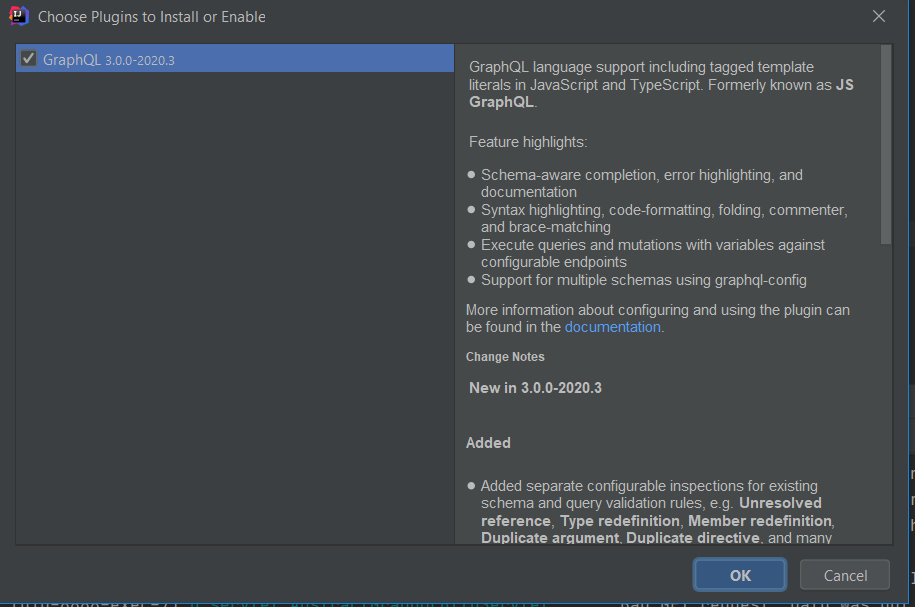 IJ
Choose Plugins to Install or Enable
GraphQL 3.0.0-2020.3
GraphQL language support including tagged template
literals in JavaScript and TypeScript. Formerly known as JS
GraphQL.
Feature highlights:
● Schema-aware completion, error highlighting, and
documentation
● Syntax highlighting, code-formatting, folding, commenter,
and brace-matching
● Execute queries and mutations with variables against
configurable endpoints
● Support for multiple schemas using graphql-config
More information about configuring and using the plugin can
be found in the documentation.
Change Notes
New in 3.0.0-2020.3
Added
● Added separate configurable inspections for existing
schema and query validation rules, e.g. Unresolved
reference, Type redefinition, Member redefinition,
Duplicate argument, Duplicate directive, and many
OK
Cancel